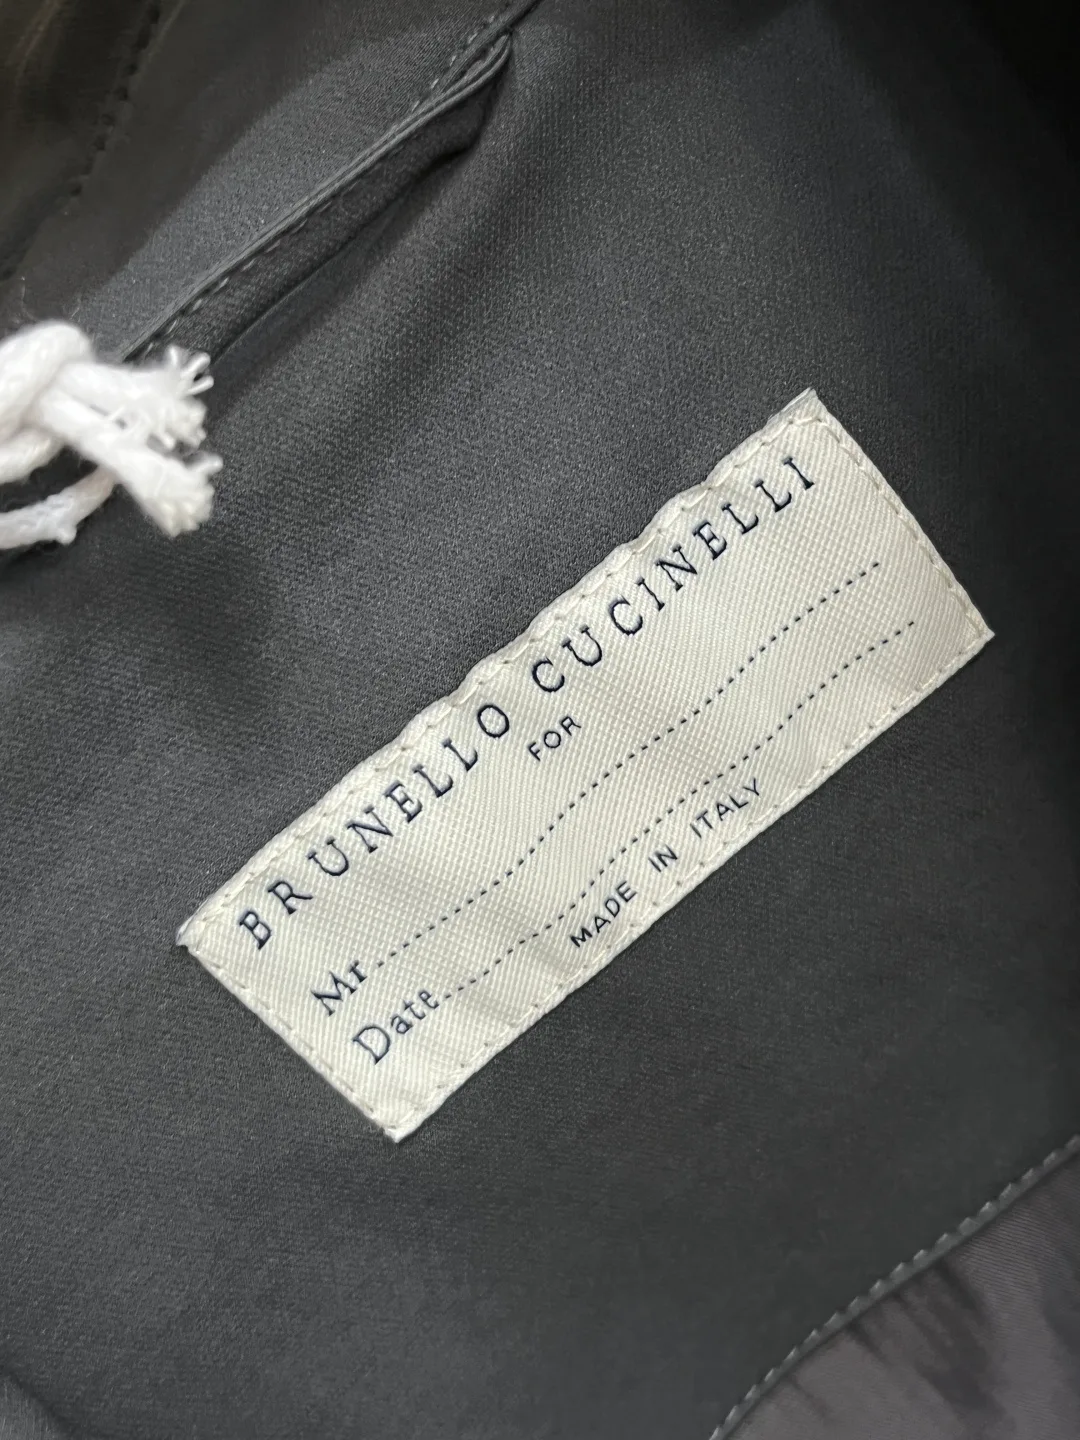 BRUNELLO CUCINELLI
FOR
Mr....................................................
Date....................................................
MADE IN ITALY